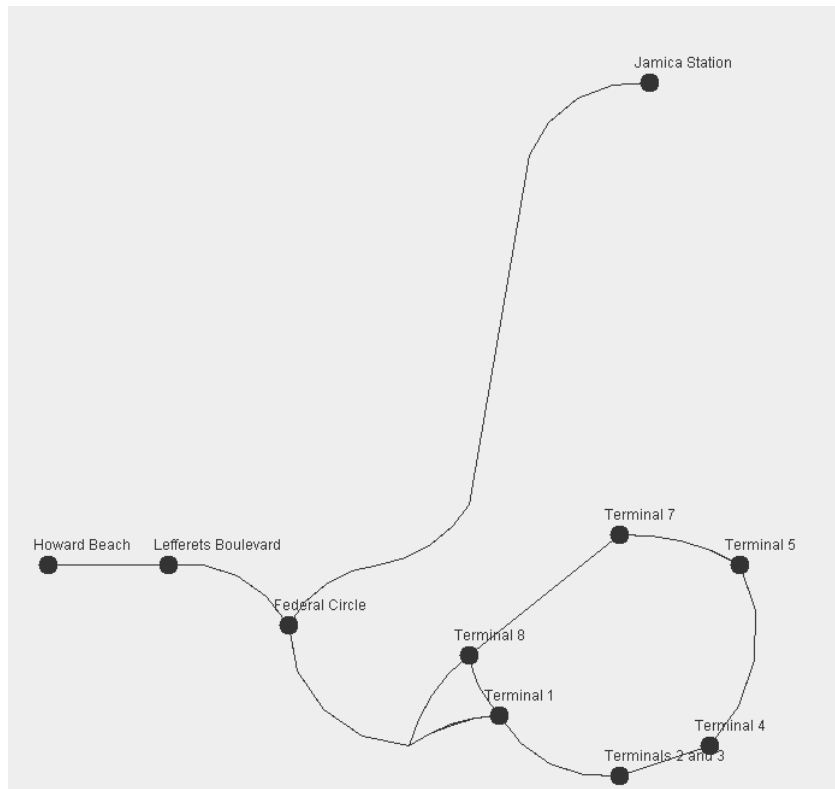 Jamica Station
Terminal 7
Howard Beach
Lefferets Boulevard
Terminal 5
Federal Circle
Terminal 8
Terminal 1
Terminal 4
Terminals 2 and 3